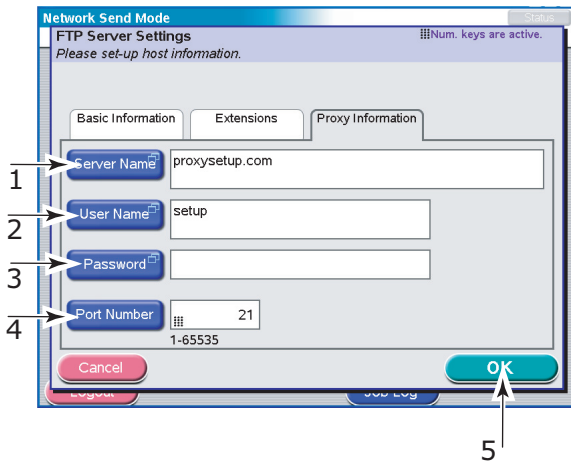 Network Send Mode
Status
FTP Server Settings
Num. keys are active.
Please set-up host information.
Basic Information
Extensions
Proxy Information
1
Server Name
proxysetup.com
2
User Name
setup
3
Password
4
Port Number
21
1-65535
Cancel
OK
Logout
Job Log
5